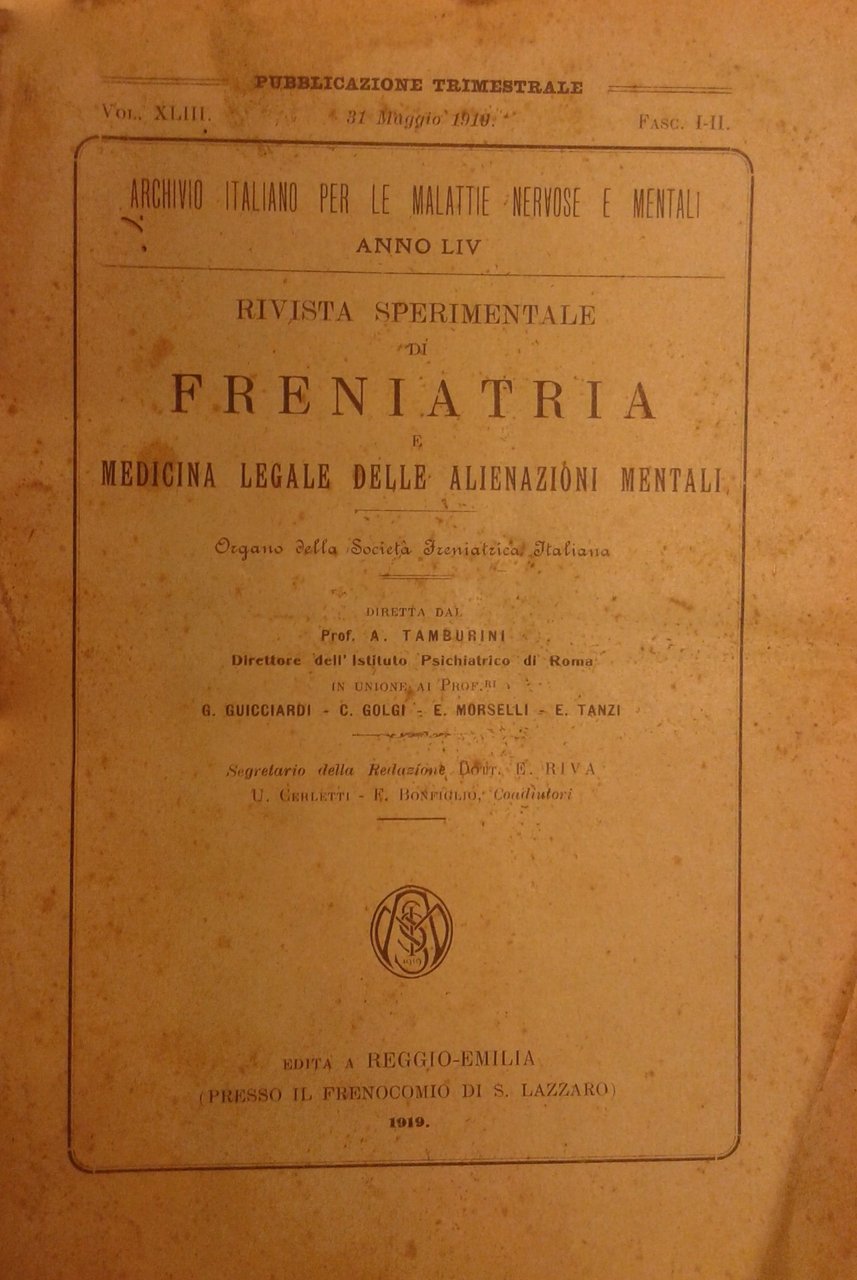 PUBBLICAZIONE TRIMESTRALE
VOL. XLIII. 31 Maggio 1919. FASC. I-II.
ARCHIVIO ITALIANO PER LE MALATTIE NERVOSE E MENTALI
ANNO LIV
RIVISTA SPERIMENTALE
DI
FRENIATRIA
E
MEDICINA LEGALE DELLE ALIENAZIONI MENTALI
Organo della Società Freniatrica Italiana
DIRETTA DAL
Prof. A. TAMBURINI
Direttore dell' Istituto Psichiatrico di Roma
IN UNIONE AI PROF.RI
G. GUICCIARDI - C. GOLGI - E. MORSELLI - E. TANZI
Segretario della Redazione Dott. E. RIVA
U. CERLETTI - E. BONFIGLIO, Coadiutori
1919
EDITA A REGGIO-EMILIA
(PRESSO IL FRENOCOMIO DI S. LAZZARO)
1919.